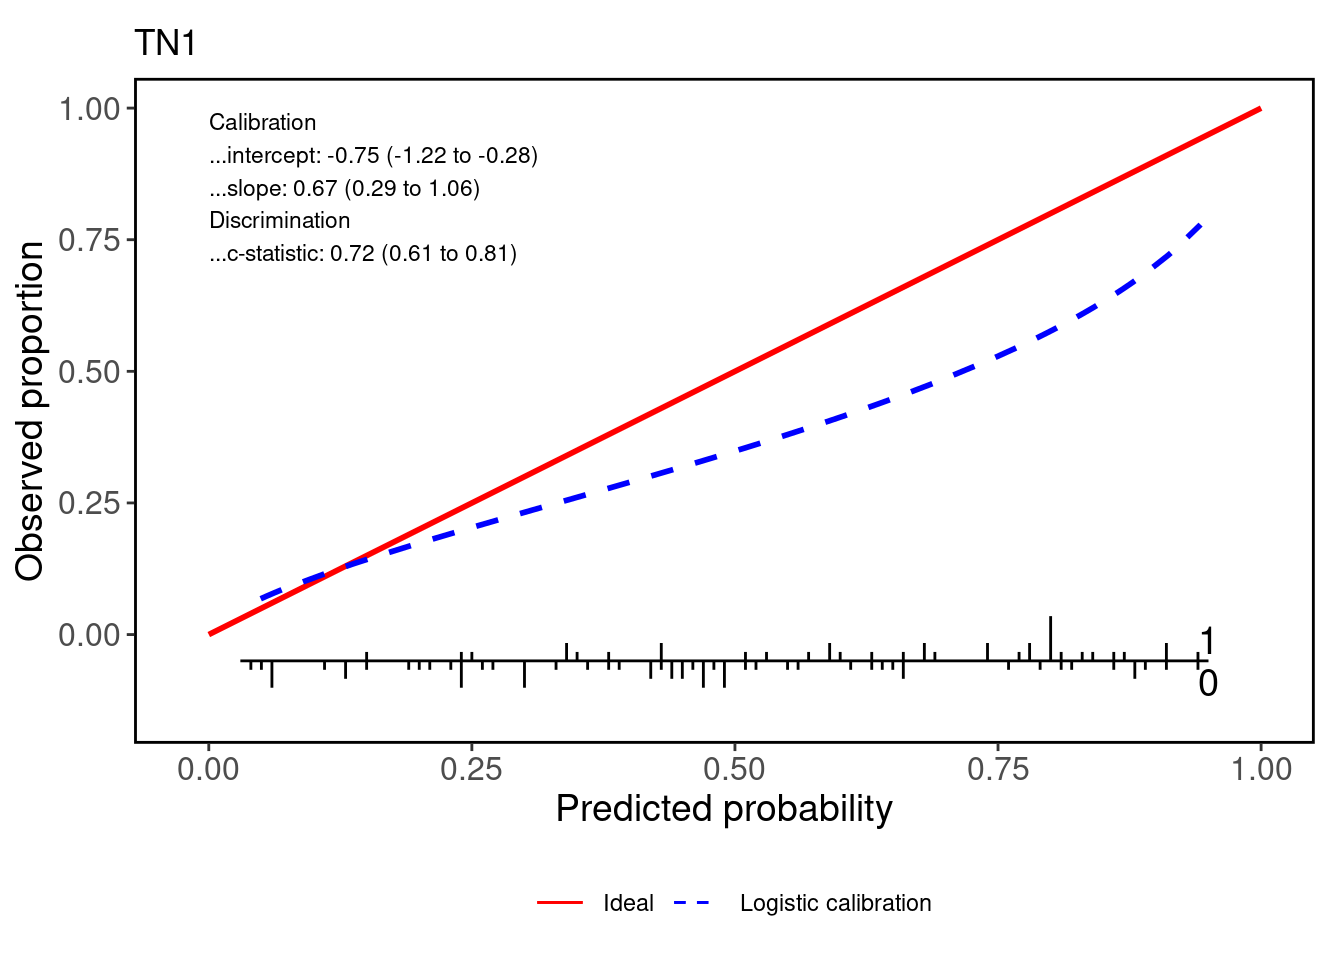 TN1
Calibration
...intercept: -0.75 (-1.22 to -0.28)
...slope: 0.67 (0.29 to 1.06)
Discrimination
...c-statistic: 0.72 (0.61 to 0.81)
Observed proportion
1.00
0.75
0.50
0.25
0.00
1
0
0.00 0.25 0.50 0.75 1.00
Predicted probability
Ideal Logistic calibration